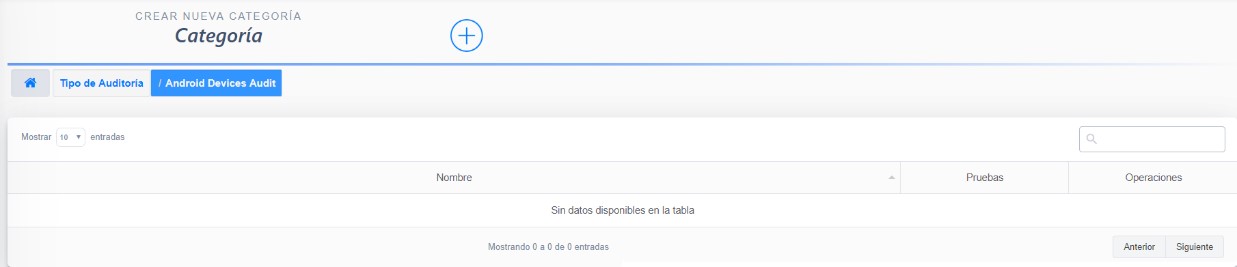 CREAR NUEVA CATEGORÍA
Categoría
Tipo de Auditoría / Android Devices Audit
Mostrar 10 entradas
Nombre Pruebas Operaciones
Sin datos disponibles en la tabla
Mostrando 0 a 0 de 0 entradas Anterior Siguiente